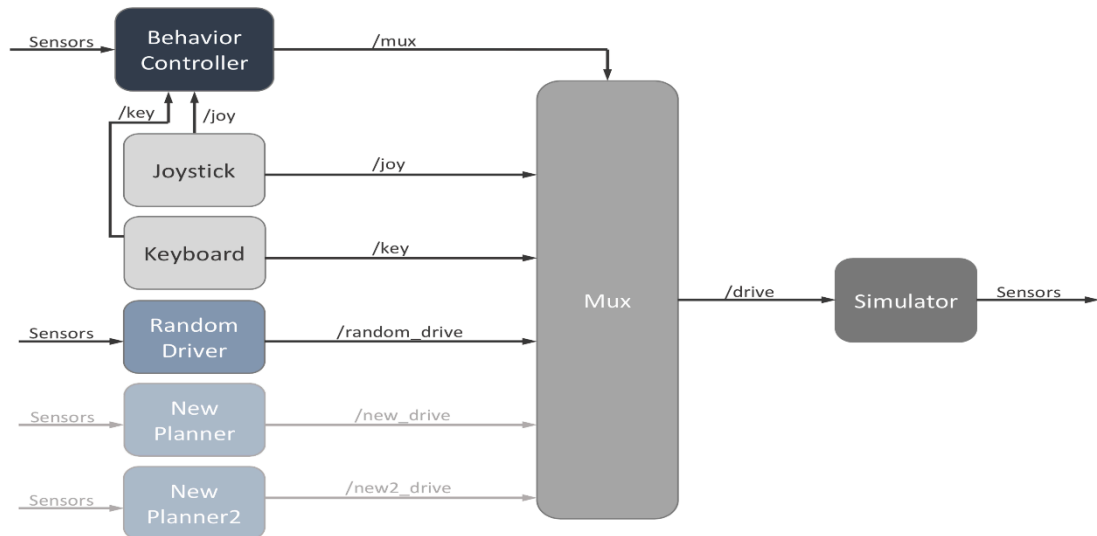 Sensors
Behavior
Controller
/mux
/key
/joy
Joystick
/joy
Keyboard
/key
Mux
/drive
Simulator
Sensors
Sensors
Random
Driver
/random_drive
Sensors
New
Planner
/new_drive
Sensors
New
Planner2
/new2_drive